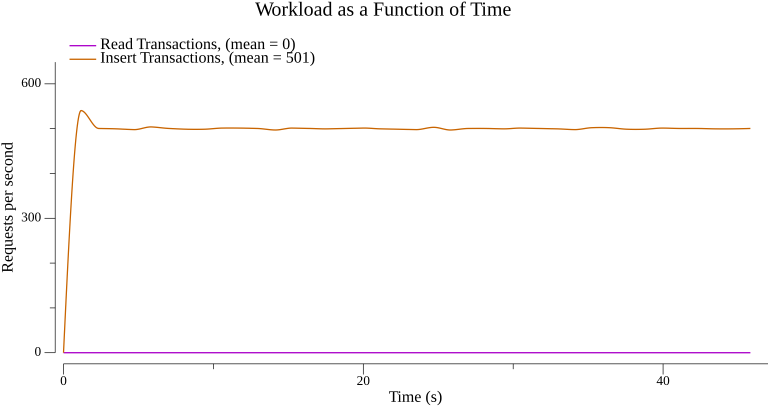 Workload as a Function of Time
Read Transactions, (mean = 0)
Insert Transactions, (mean = 501)
600
300
0
Requests per second
0
20
40
Time (s)